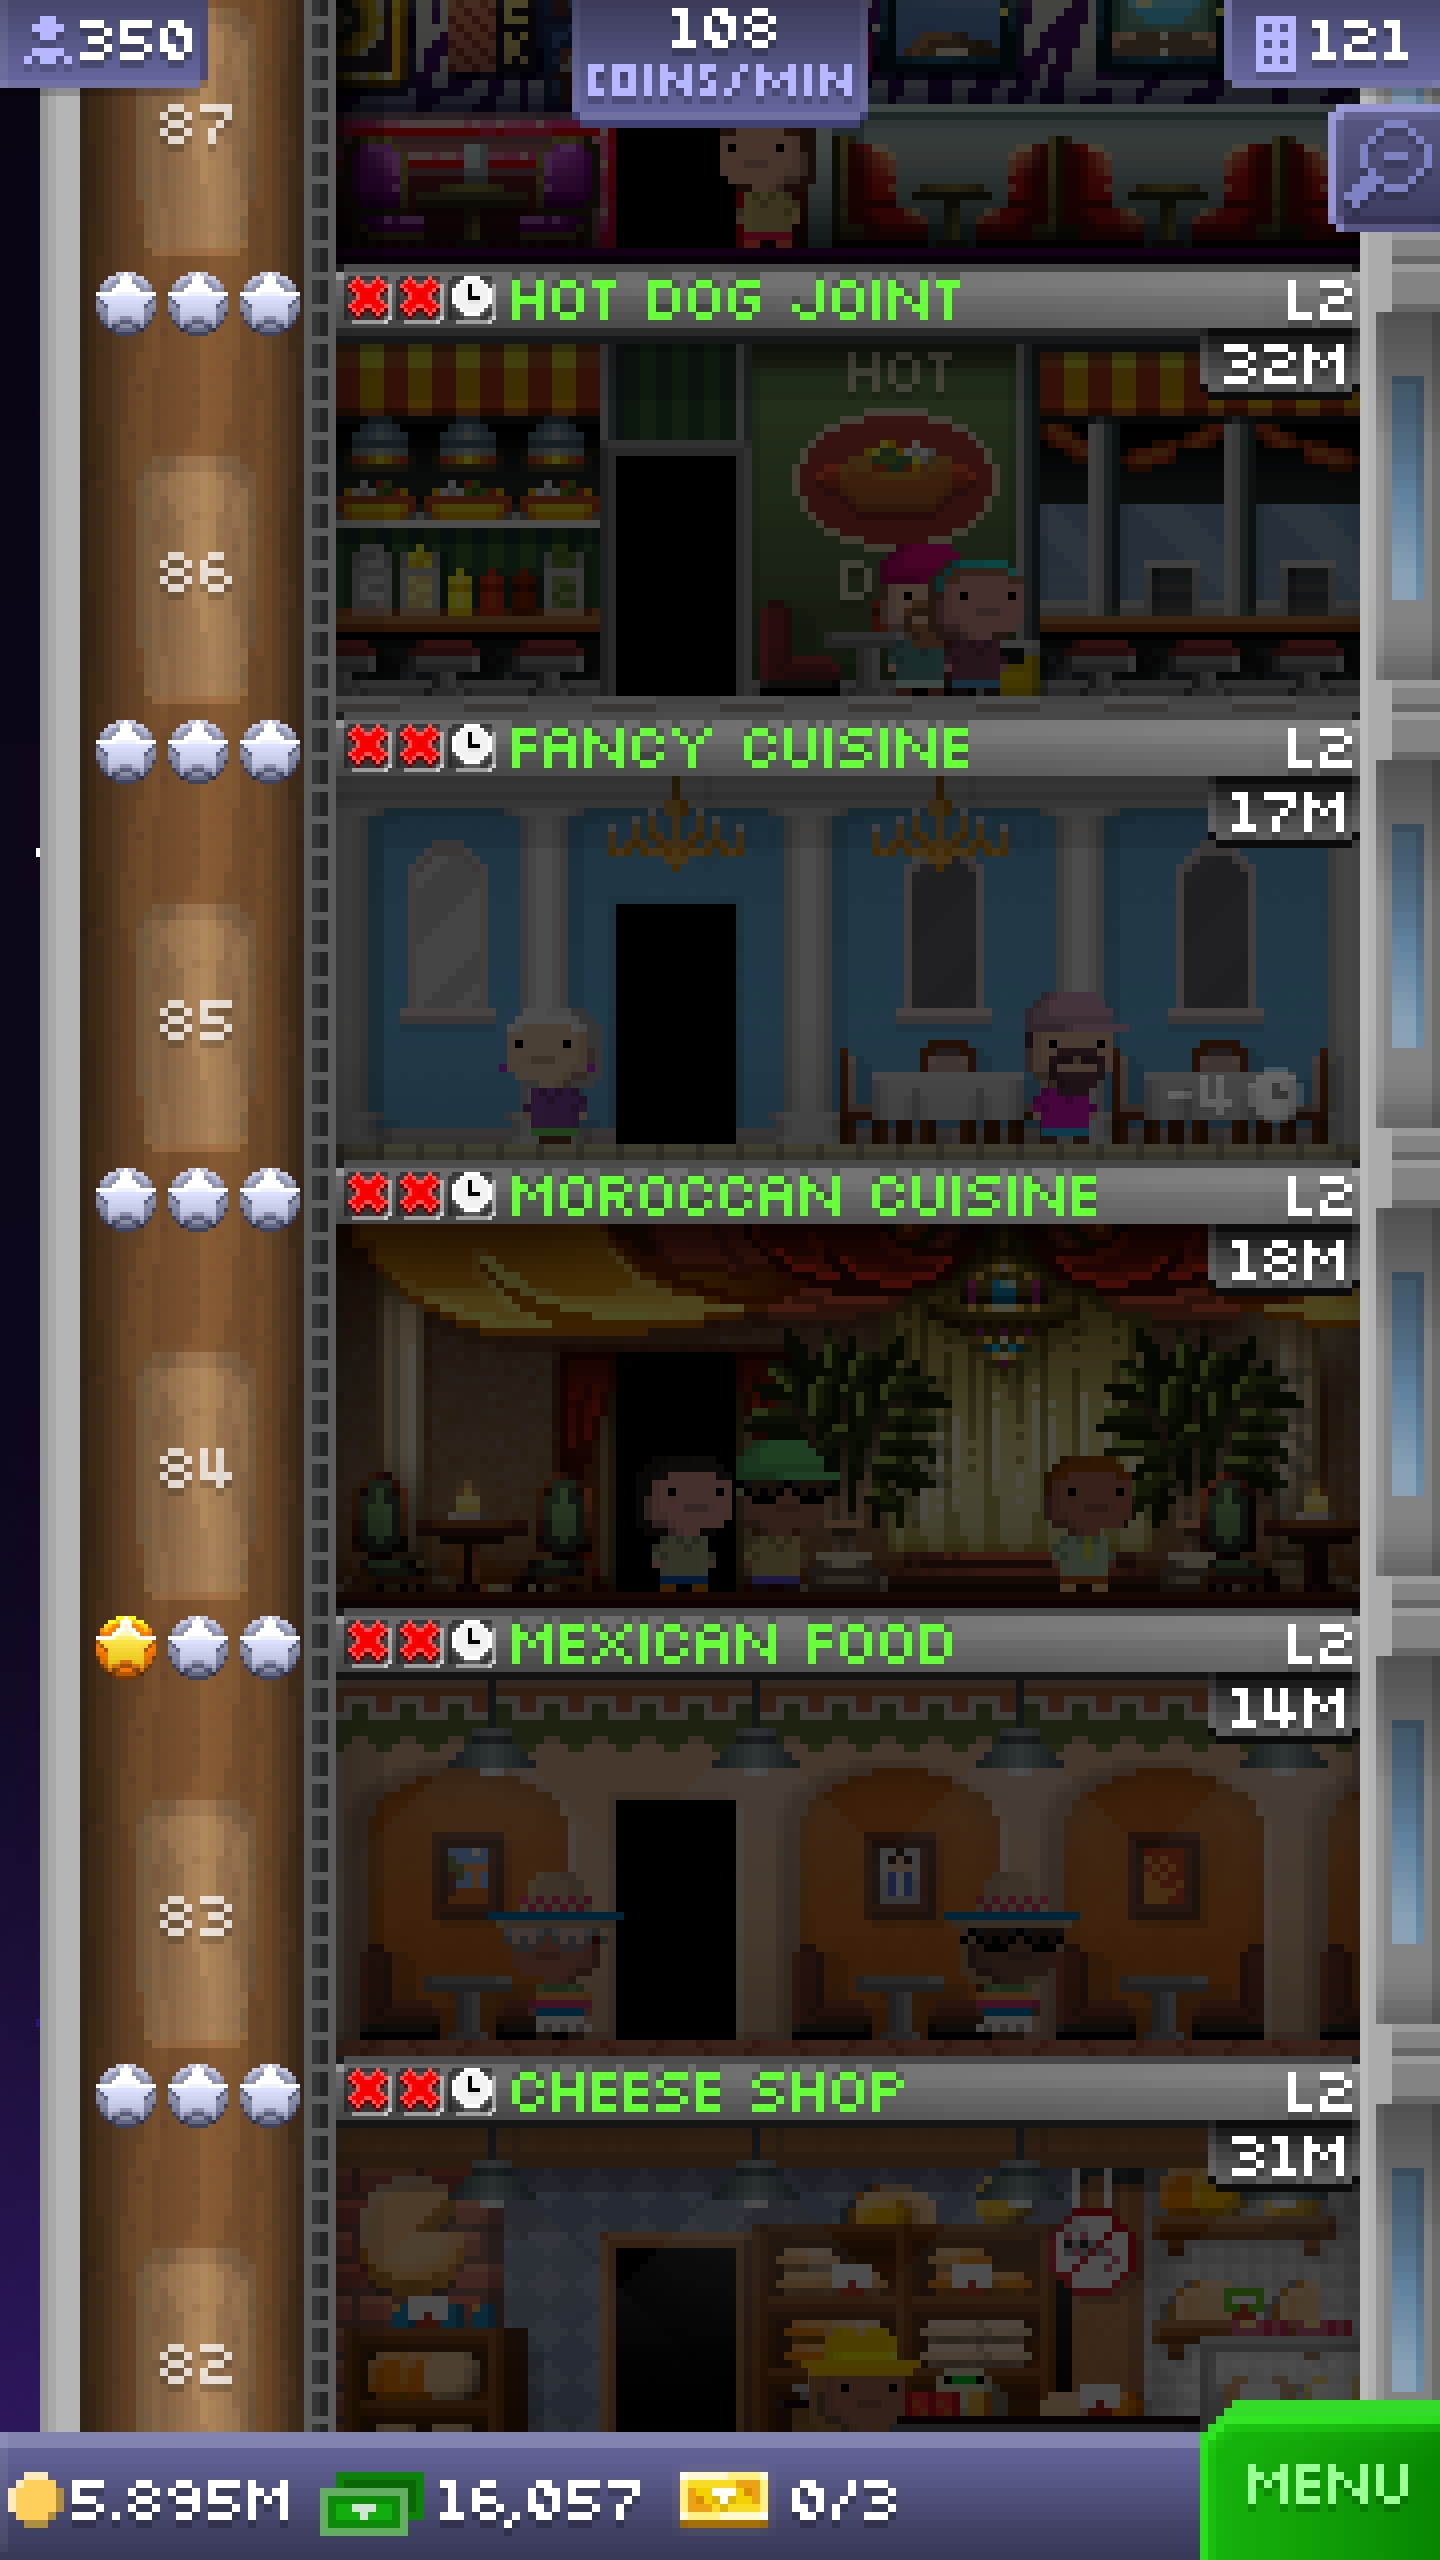 350
108
COINS/MIN
121
87
HOT DOG JOINT L2
32M
HOT
D
86
FANCY CUISINE L2
17M
-4
85
MOROCCAN CUISINE L2
18M
84
MEXICAN FOOD L2
14M
83
CHEESE SHOP L2
31M
82
5.895M 16,057 0/3
MENU